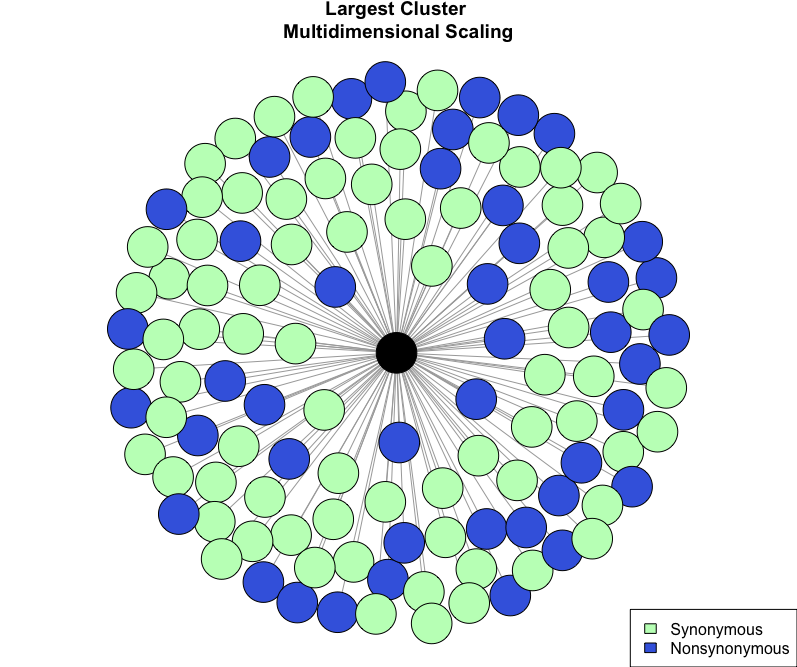 Largest Cluster
Multidimensional Scaling
Synonymous
Nonsynonymous